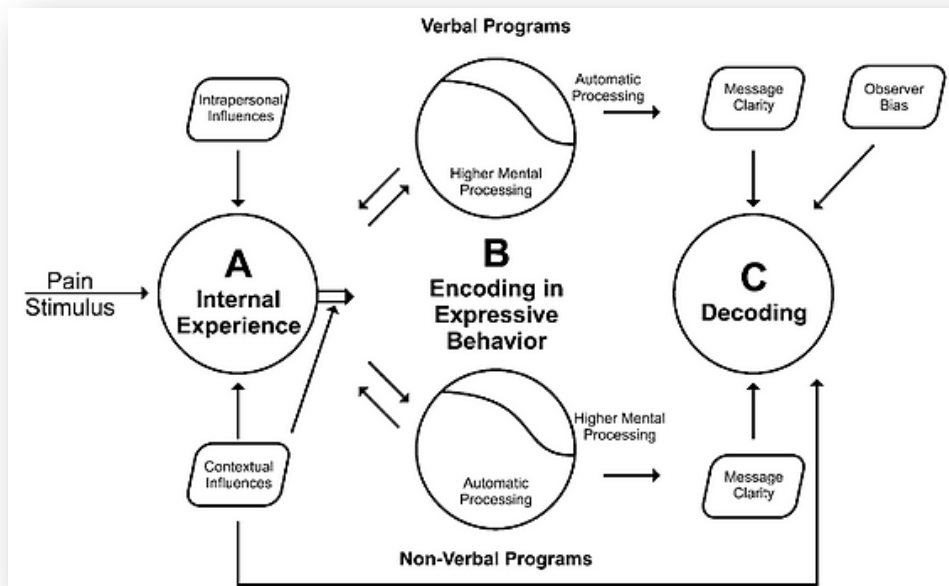 Verbal Programs
Intrapersonal
Influences
Automatic
Processing
Higher Mental
Processing
Message
Clarity
Observer
Bias
Pain
Stimulus
A
Internal
Experience
B
Encoding in
Expressive
Behavior
C
Decoding
Contextual
Influences
Automatic
Processing
Higher Mental
Processing
Message
Clarity
Non-Verbal Programs